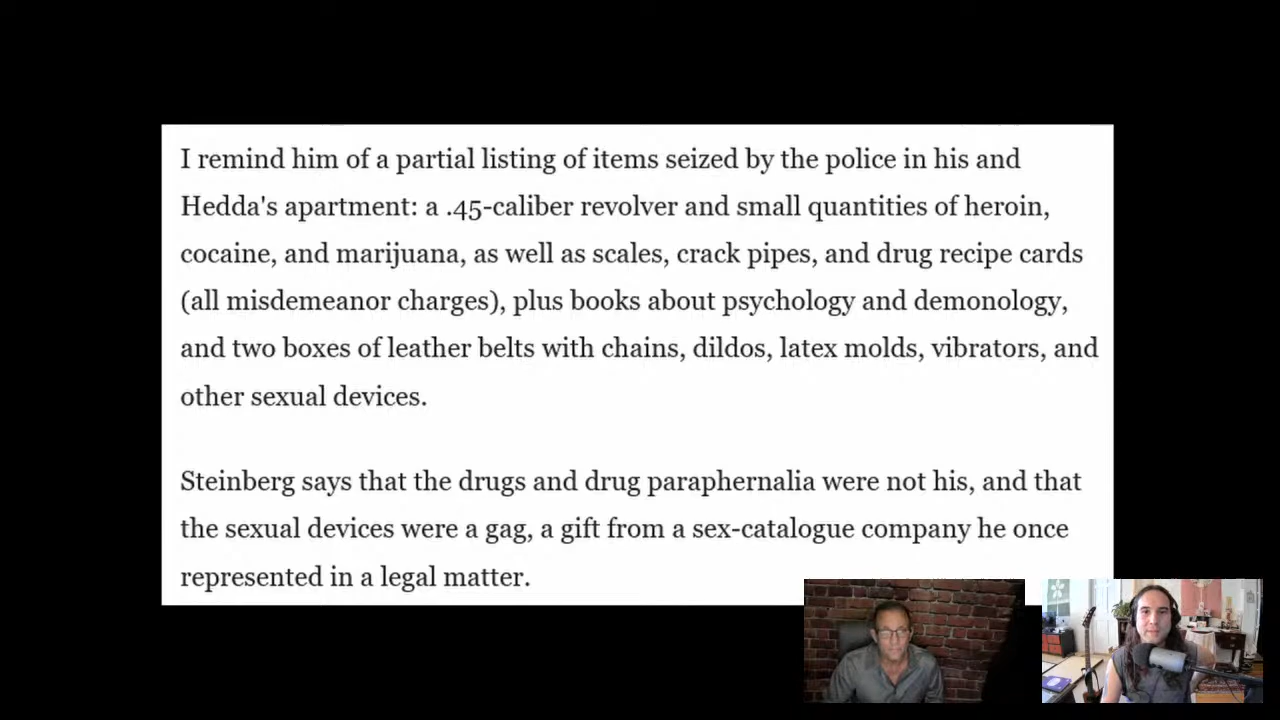 I remind him of a partial listing of items seized by the police in his and
Hedda's apartment: a .45-caliber revolver and small quantities of heroin,
cocaine, and marijuana, as well as scales, crack pipes, and drug recipe cards
(all misdemeanor charges), plus books about psychology and demonology,
and two boxes of leather belts with chains, dildos, latex molds, vibrators, and
other sexual devices.
Steinberg says that the drugs and drug paraphernalia were not his, and that
the sexual devices were a gag, a gift from a sex-catalogue company he once
represented in a legal matter.